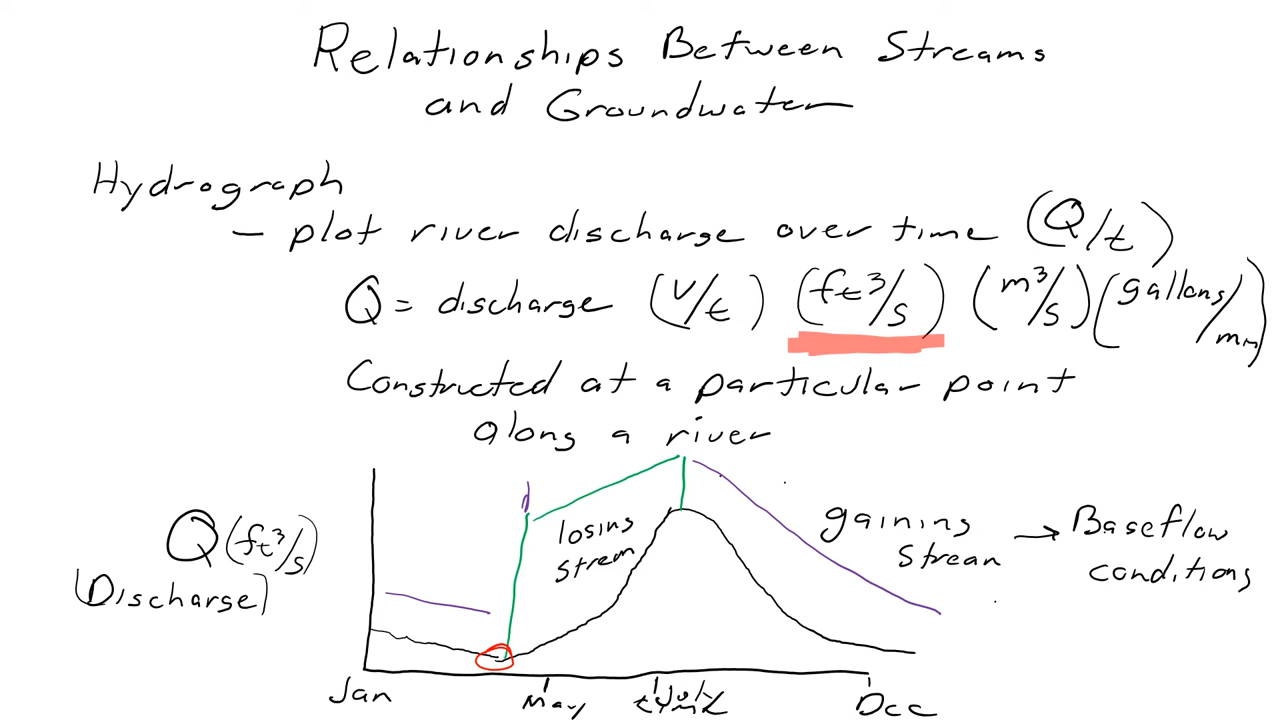 Relationships Between Streams
and Groundwater
Hydrograph
- plot river discharge over time (Q/t)
Q = discharge (V/t) (ft³/s) (m³/s) (gallons/min)
Constructed at a particular point
along a river
Q (ft³/s)
(Discharge)
losing
stream
gaining
stream → Baseflow
conditions
Jan May July Dec